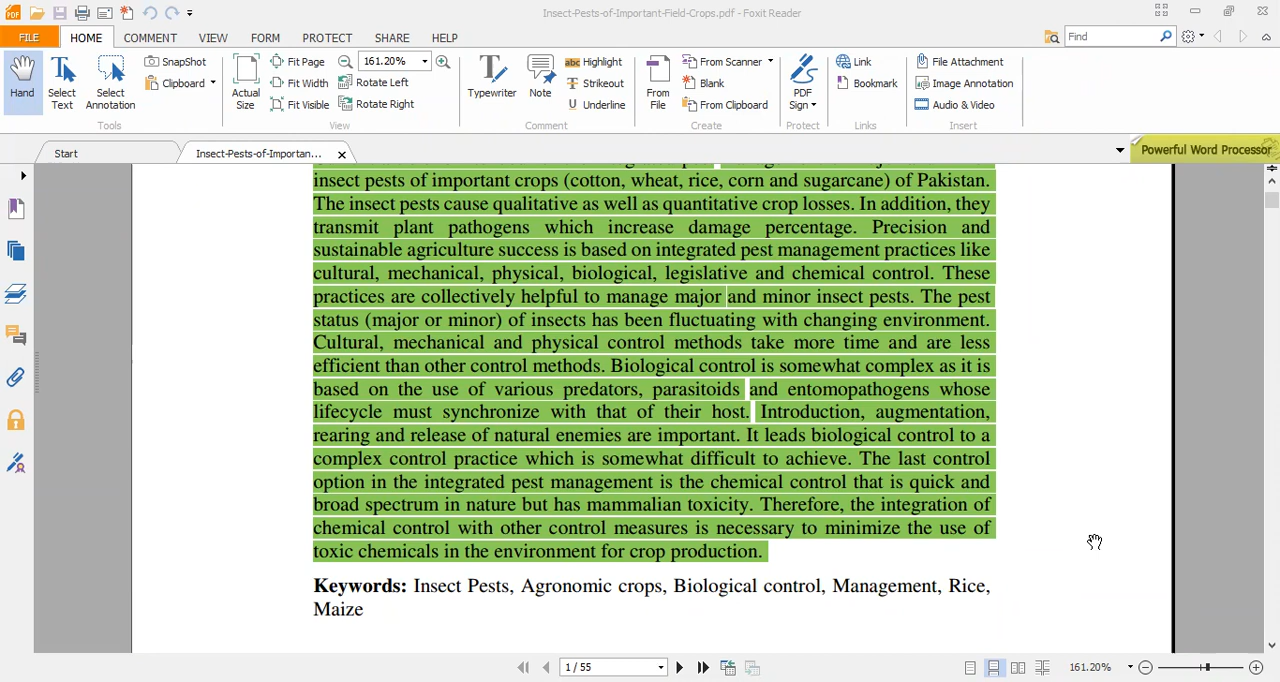 Insect-Pests-of-Important-Field-Crops.pdf - Foxit Reader
FILE HOME COMMENT VIEW FORM PROTECT SHARE HELP Find
Hand Select Text Select Annotation SnapShot Clipboard Tools
Actual Size Fit Page Fit Width Fit Visible 161.20% Rotate Left Rotate Right View
Typewriter Note Highlight Strikeout Underline Comment
From File From Scanner Blank From Clipboard Create
PDF Sign Protect
Link Bookmark Links
File Attachment Image Annotation Audio & Video Insert
Start Insect-Pests-of-Importan... Powerful Word Processor
insect pests of important crops (cotton, wheat, rice, corn and sugarcane) of Pakistan.
The insect pests cause qualitative as well as quantitative crop losses. In addition, they
transmit plant pathogens which increase damage percentage. Precision and
sustainable agriculture success is based on integrated pest management practices like
cultural, mechanical, physical, biological, legislative and chemical control. These
practices are collectively helpful to manage major and minor insect pests. The pest
status (major or minor) of insects has been fluctuating with changing environment.
Cultural, mechanical and physical control methods take more time and are less
efficient than other control methods. Biological control is somewhat complex as it is
based on the use of various predators, parasitoids and entomopathogens whose
lifecycle must synchronize with that of their host. Introduction, augmentation,
rearing and release of natural enemies are important. It leads biological control to a
complex control practice which is somewhat difficult to achieve. The last control
option in the integrated pest management is the chemical control that is quick and
broad spectrum in nature but has mammalian toxicity. Therefore, the integration of
chemical control with other control measures is necessary to minimize the use of
toxic chemicals in the environment for crop production.
Keywords: Insect Pests, Agronomic crops, Biological control, Management, Rice,
Maize
1 / 55 161.20%